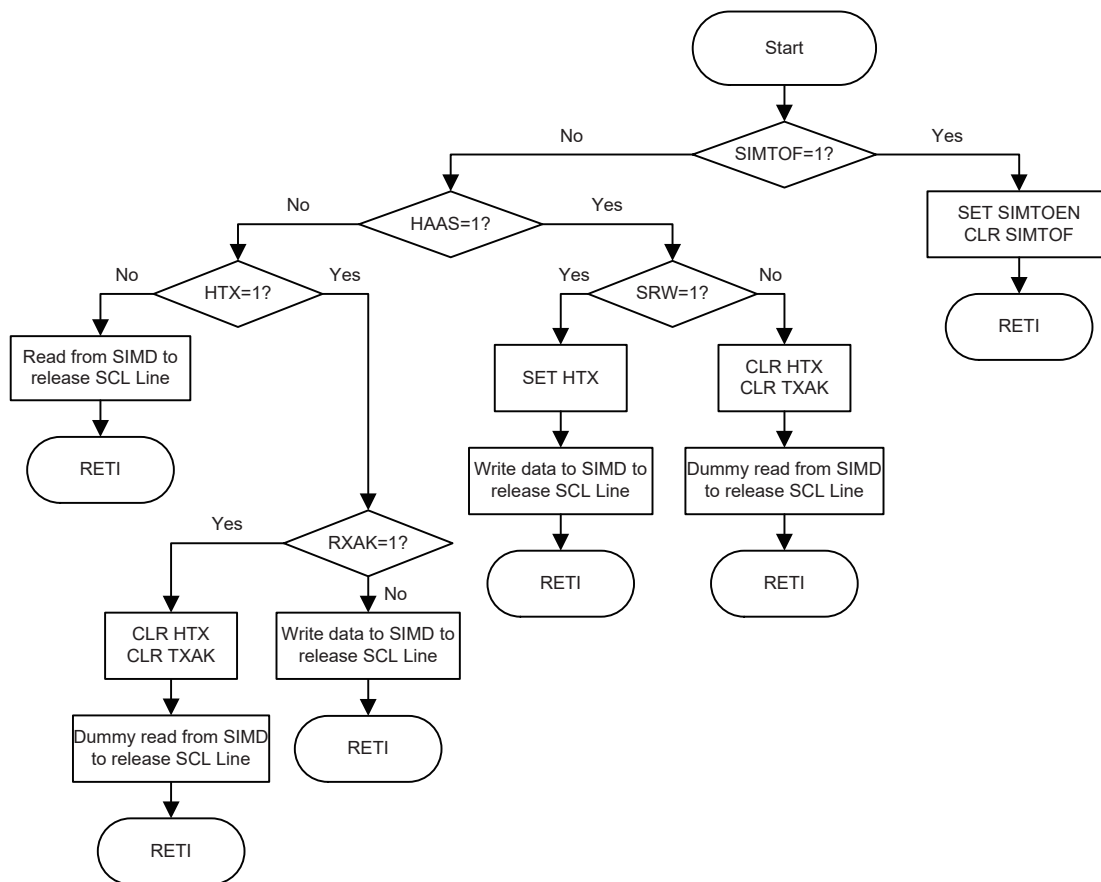 Start
No
Yes
SIMTOF=1?
No
Yes
HAAS=1?
SET SIMTOEN
CLR SIMTOF
No
Yes
Yes
No
HTX=1?
SRW=1?
RETI
Read from SIMD to
release SCL Line
SET HTX
CLR HTX
CLR TXAK
RETI
Write data to SIMD to
release SCL Line
Dummy read from SIMD
to release SCL Line
Yes
RXAK=1?
RETI
RETI
No
CLR HTX
CLR TXAK
Write data to SIMD to
release SCL Line
Dummy read from SIMD
to release SCL Line
RETI
RETI